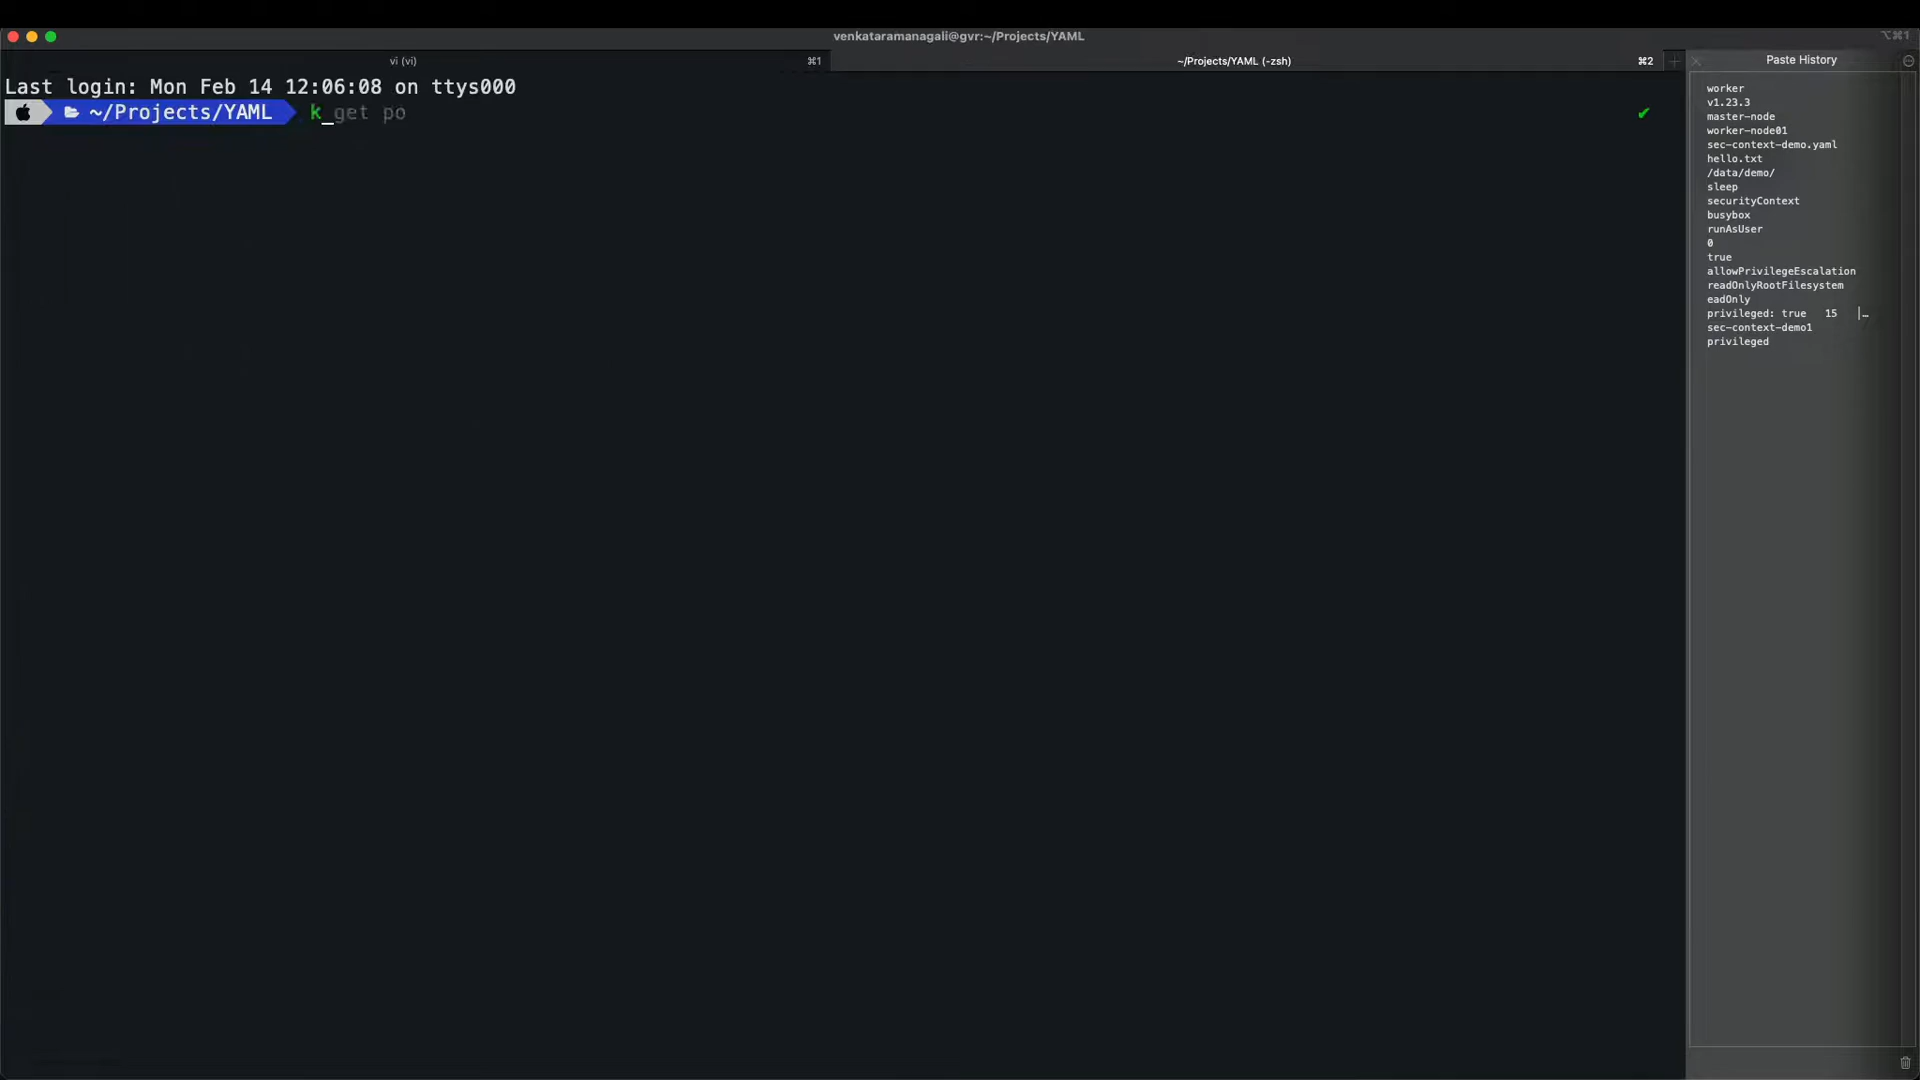 venkataramanagali@gvr:~/Projects/YAML
⌥⌘1
vi (vi)
⌘1
~/Projects/YAML (-zsh)
⌘2
Paste History
Last login: Mon Feb 14 12:06:08 on ttys000
~/Projects/YAML k get po
✔
worker
v1.23.3
master-node
worker-node01
sec-context-demo.yaml
hello.txt
/data/demo/
sleep
securityContext
busybox
runAsUser
0
true
allowPrivilegeEscalation
readOnlyRootFilesystem
eadOnly
privileged: true 15 |…
sec-context-demo1
privileged